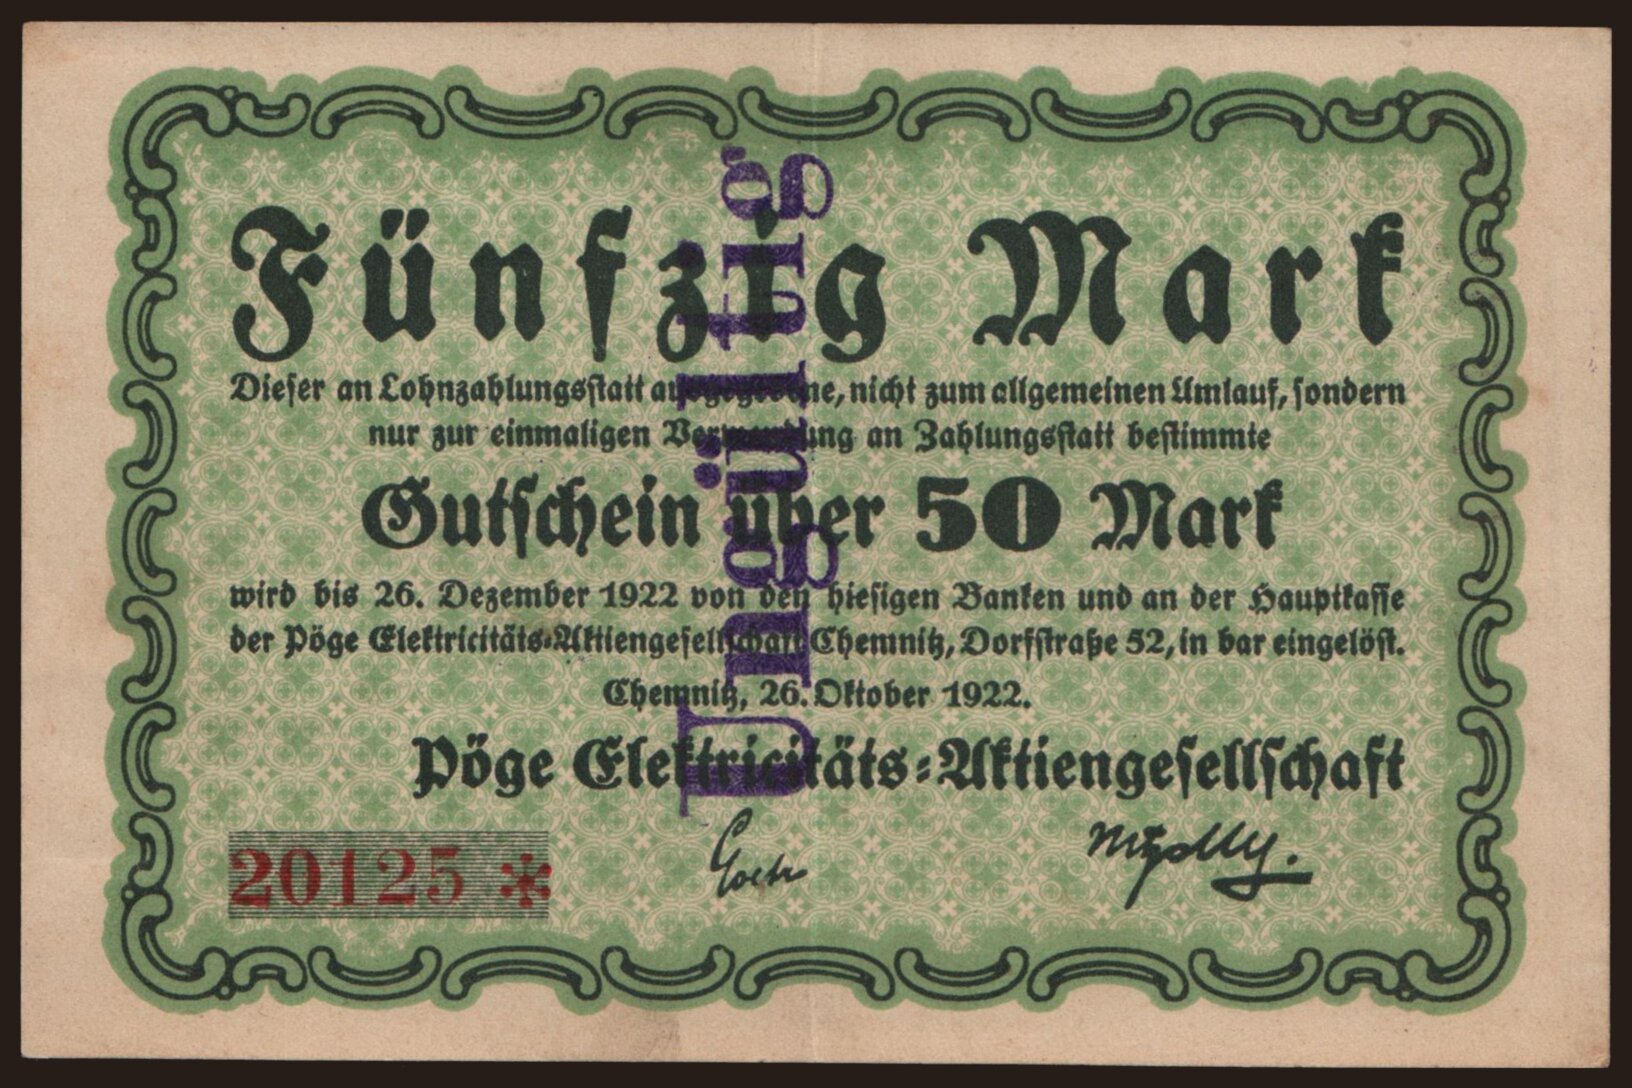 Fünfzig Mark
Dieser an Lohnzahlungsstatt ausgegebene, nicht zum allgemeinen Umlauf, sondern
nur zur einmaligen Verwendung an Zahlungsstatt bestimmte
Gutschein über 50 Mark
wird bis 26. Dezember 1922 von den hiesigen Banken und an der Hauptkasse
der Pöge Elektricitäts-Aktiengesellschaft Chemnitz, Dorfstraße 52, in bar eingelöst.
Chemnitz, 26. Oktober 1922.
Pöge Elektricitäts-Aktiengesellschaft
20125 *
Ungültig